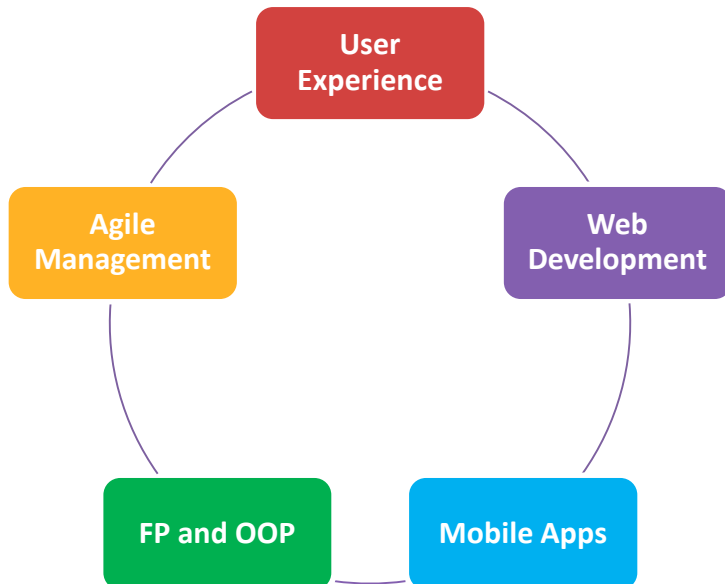 User
Experience
Web
Development
Mobile Apps
FP and OOP
Agile
Management